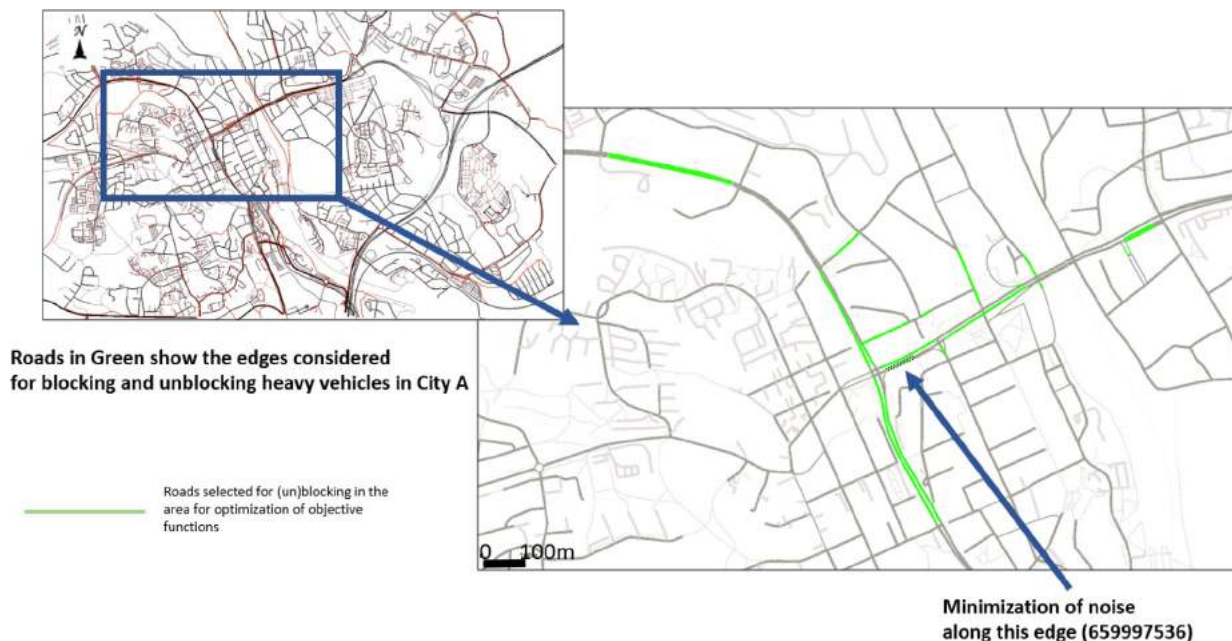 N
Roads in Green show the edges considered
for blocking and unblocking heavy vehicles in City A
Roads selected for (un)blocking in the
area for optimization of objective
functions
0 100m
Minimization of noise
along this edge (659997536)